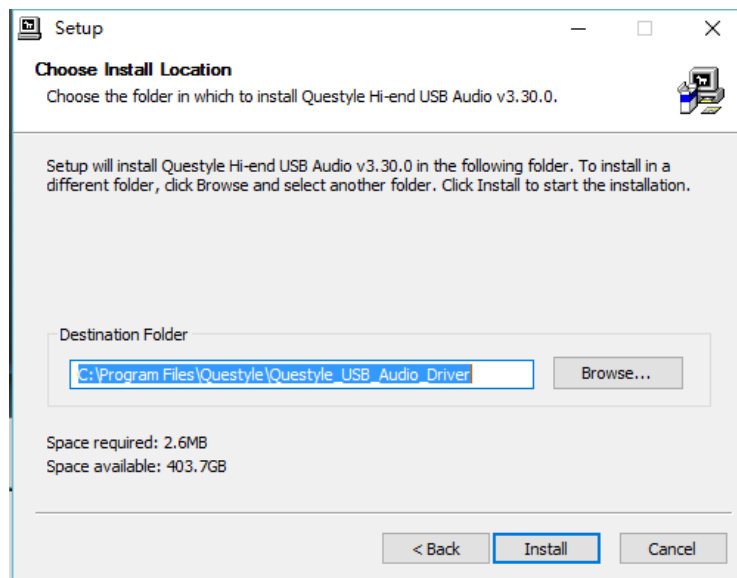 Setup
Choose Install Location
Choose the folder in which to install Questyle Hi-end USB Audio v3.30.0.
Setup will install Questyle Hi-end USB Audio v3.30.0 in the following folder. To install in a
different folder, click Browse and select another folder. Click Install to start the installation.
Destination Folder
C:\Program Files\Questyle\Questyle_USB_Audio_Driver
Browse...
Space required: 2.6MB
Space available: 403.7GB
< Back
Install
Cancel